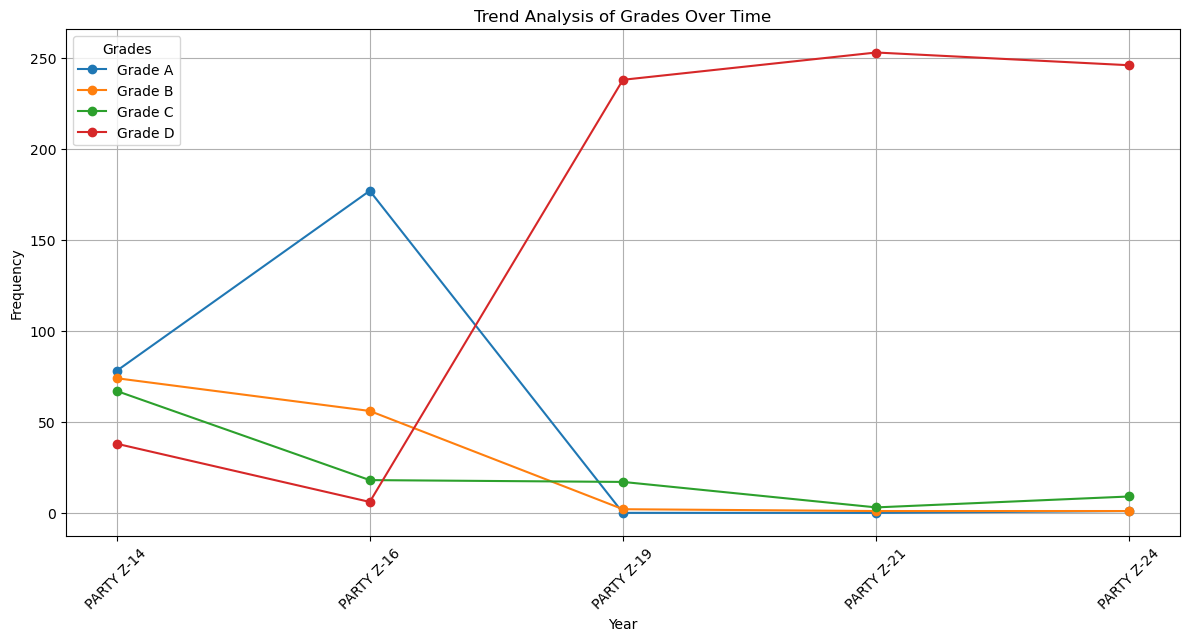 Trend Analysis of Grades Over Time
Grades
Grade A
Grade B
Grade C
Grade D
Frequency
250
200
150
100
50
0
PARTY Z-14
PARTY Z-16
PARTY Z-19
PARTY Z-21
PARTY Z-24
Year